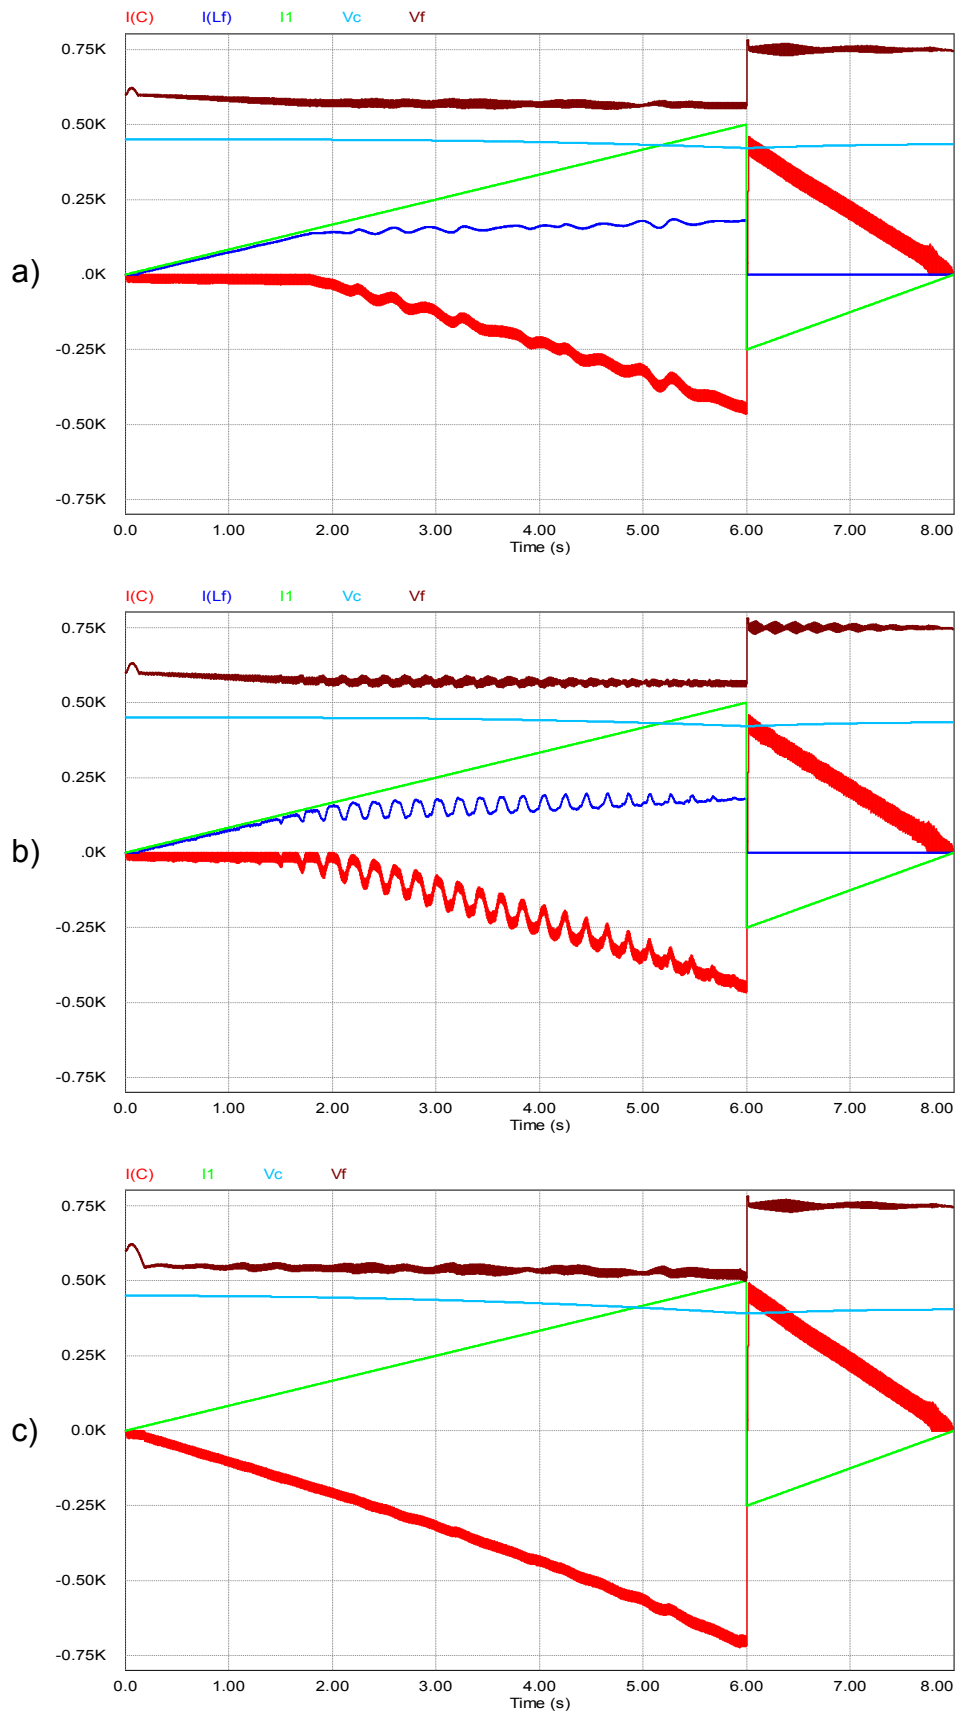 I(C) I(Lf) I1 Vc Vf
0.75K
0.50K
0.25K
.0K
-0.25K
-0.50K
-0.75K
a)
0.0 1.00 2.00 3.00 4.00 5.00 6.00 7.00 8.00
Time (s)
I(C) I(Lf) I1 Vc Vf
0.75K
0.50K
0.25K
.0K
-0.25K
-0.50K
-0.75K
b)
0.0 1.00 2.00 3.00 4.00 5.00 6.00 7.00 8.00
Time (s)
I(C) I1 Vc Vf
0.75K
0.50K
0.25K
0.0K
-0.25K
-0.50K
-0.75K
c)
0.0 1.00 2.00 3.00 4.00 5.00 6.00 7.00 8.00
Time (s)